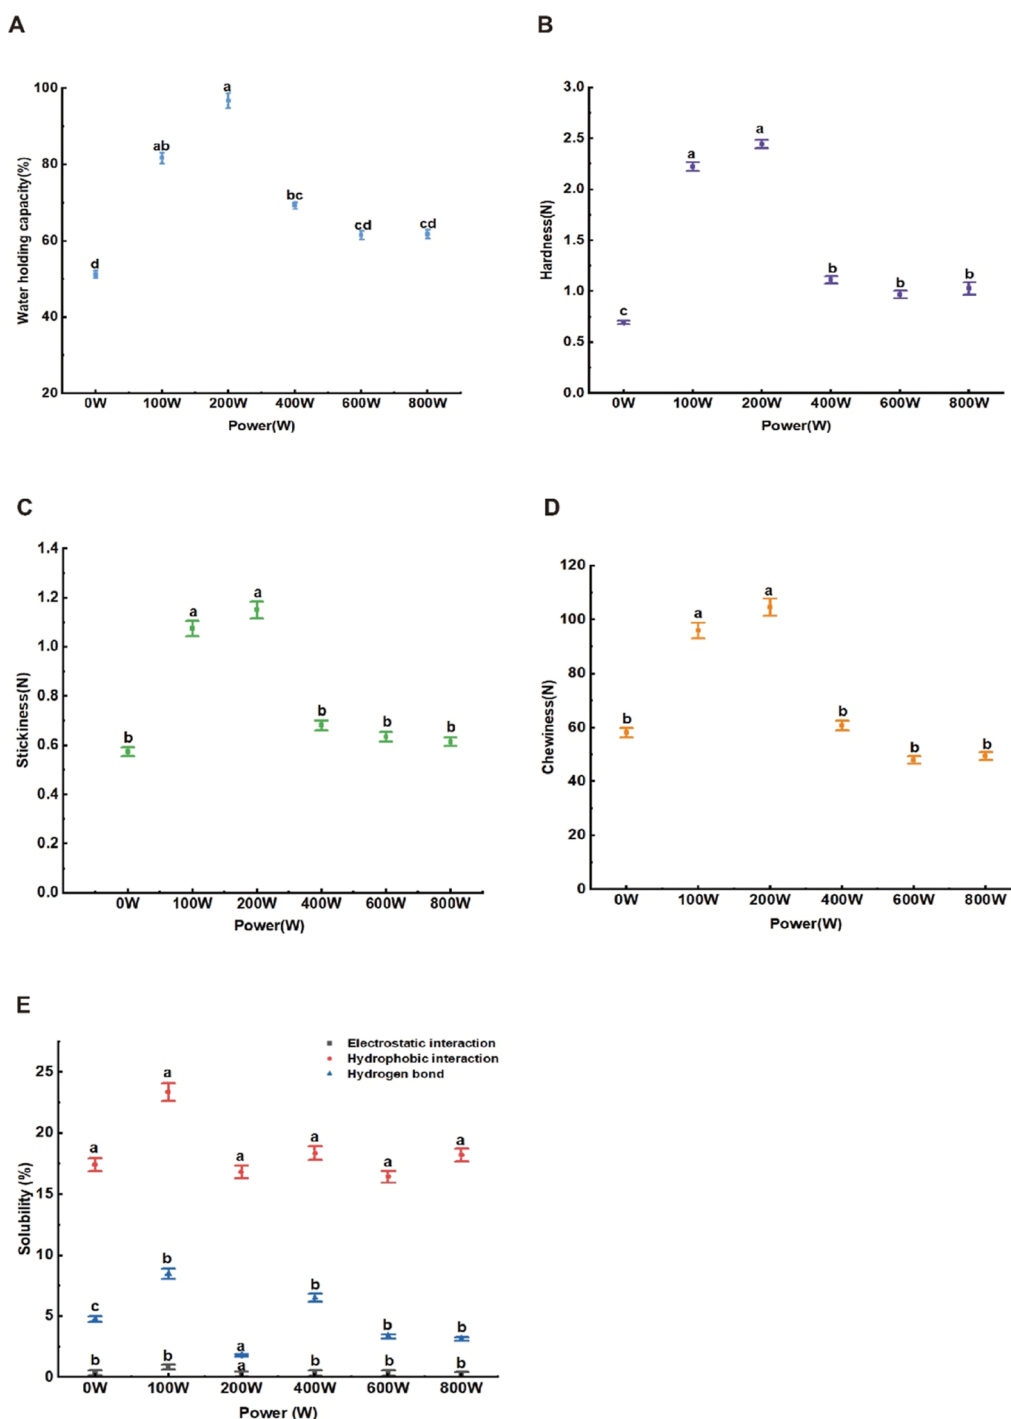 A
100
80
60
40
20
Water holding capacity(%)
d
ab
a
bc
cd
cd
0W 100W 200W 400W 600W 800W
Power(W)
B
3.0
2.5
2.0
1.5
1.0
0.5
0.0
Hardness(N)
c
a
a
b
b
b
0W 100W 200W 400W 600W 800W
Power(W)
C
1.4
1.2
1.0
0.8
0.6
0.4
0.2
0.0
Stickiness(N)
b
a
a
b
b
b
0W 100W 200W 400W 600W 800W
Power(W)
D
120
100
80
60
40
20
0
Chewiness(N)
b
a
a
b
b
b
0W 100W 200W 400W 600W 800W
Power(W)
E
Electrostatic interaction
Hydrophobic interaction
Hydrogen bond
25
20
15
10
5
0
Solubility (%)
a a a a a a
c b a b b b
b b a b b b
0W 100W 200W 400W 600W 800W
Power (W)